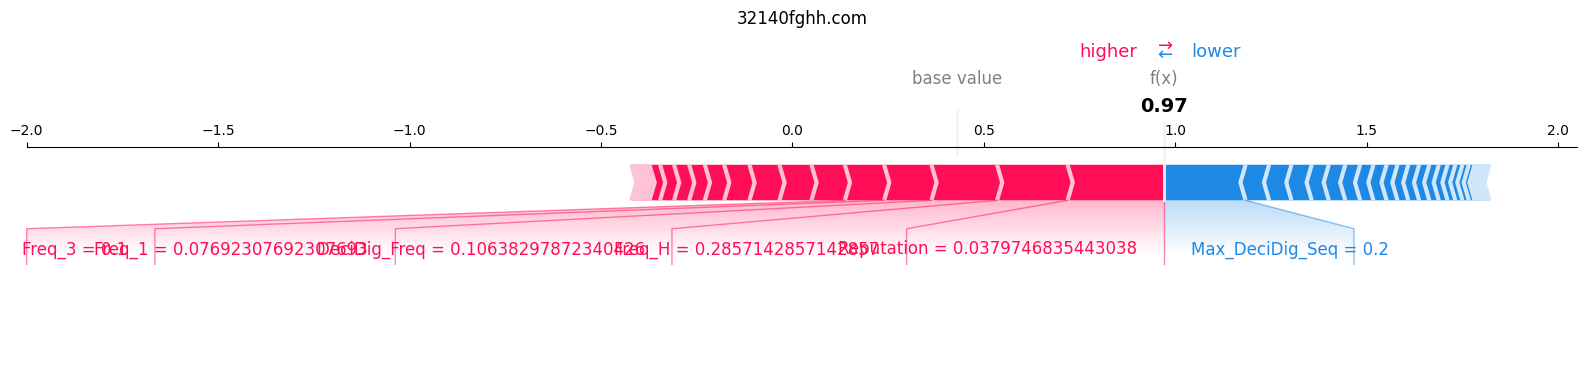 32140fghh.com
higher ⇄ lower
base value f(x)
0.97
−2.0 −1.5 −1.0 −0.5 0.0 0.5 1.0 1.5 2.0
Freq_3 = 0.1 Freq_1 = 0.07692307692307693 DeciDig_Freq = 0.10638297872340426 Freq_H = 0.2857142857142857 Reputation = 0.0379746835443038 Max_DeciDig_Seq = 0.2